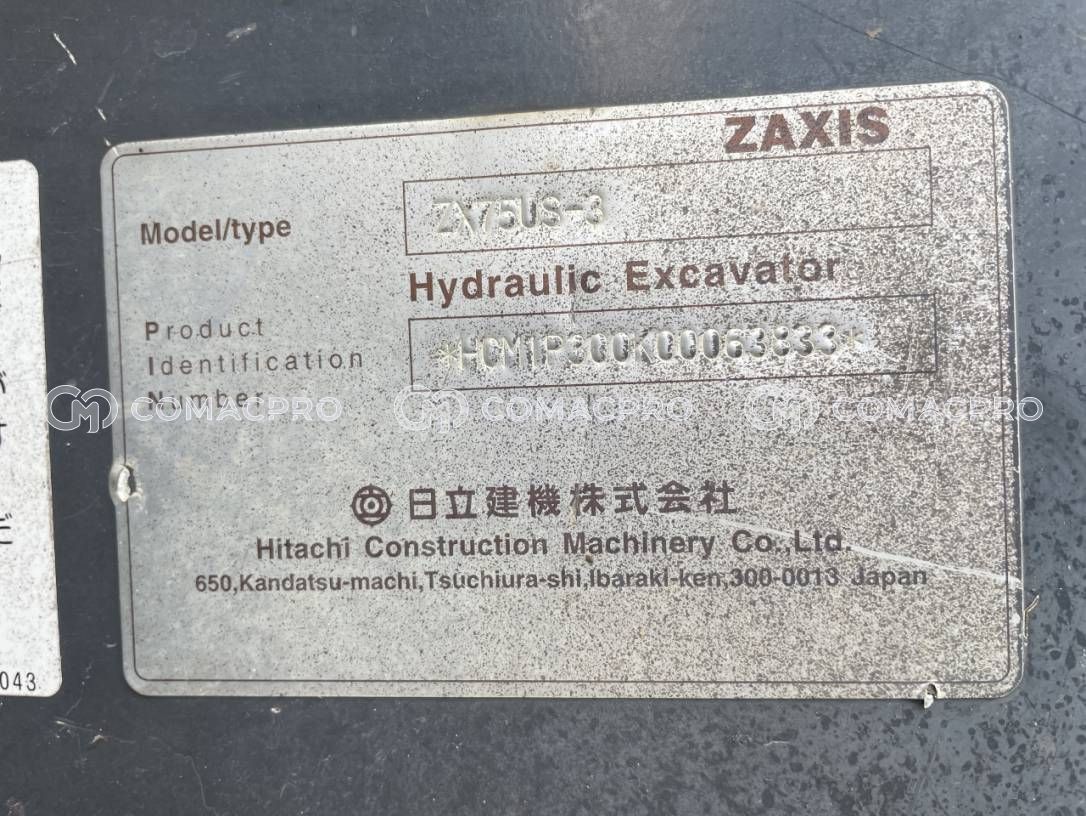 ZAXIS
Model/type
ZX75US-3
Hydraulic Excavator
Product
Identification
Number
*HCM1P300K00063833*
COMACPRO COMACPRO COMACPRO
日立建機株式会社
Hitachi Construction Machinery Co.,Ltd.
650,Kandatsu-machi,Tsuchiura-shi,Ibaraki-ken,300-0013 Japan
043